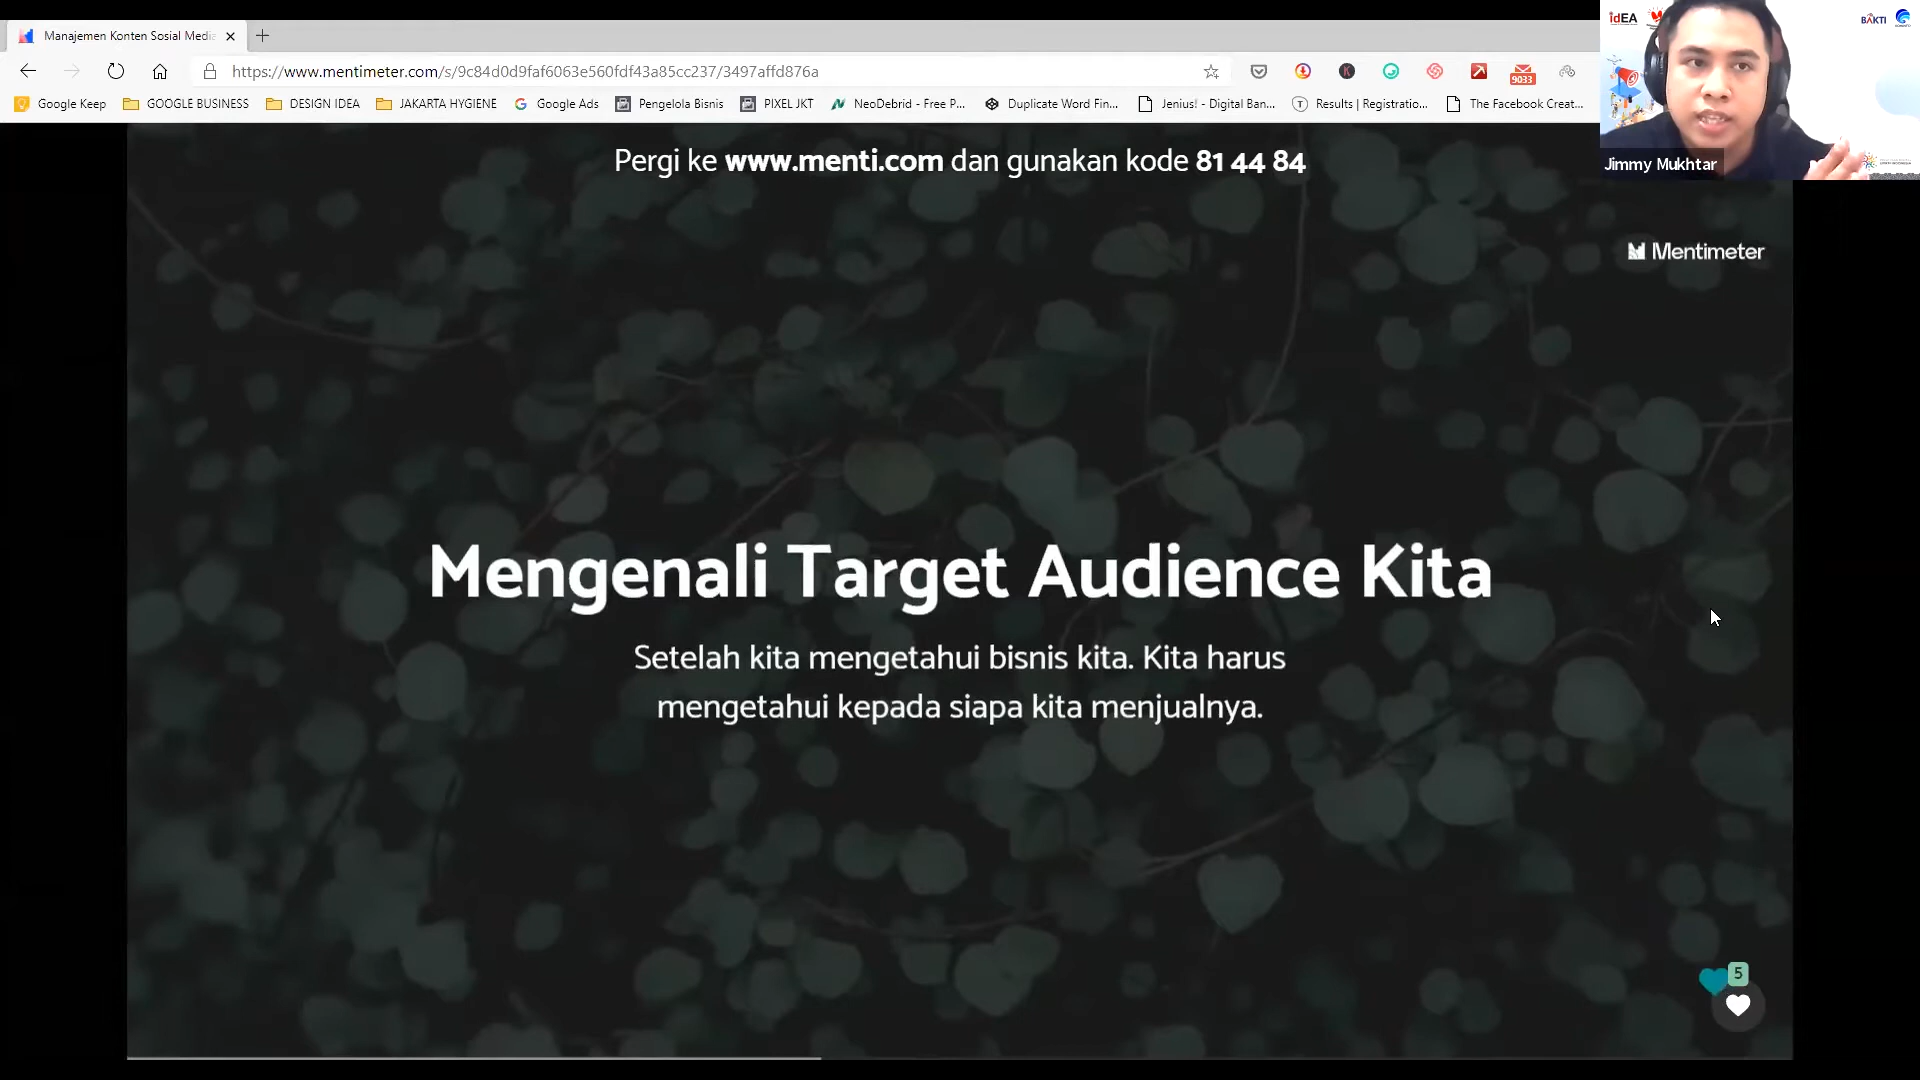 Manajemen Konten Sosial Media
https://www.mentimeter.com/s/9c84d0d9faf6063e560fdf43a85cc237/3497affd876a
9033
Google Keep
GOOGLE BUSINESS
DESIGN IDEA
JAKARTA HYGIENE
Google Ads
Pengelola Bisnis
PIXEL JKT
NeoDebrid - Free P...
Duplicate Word Fin...
Jenius! - Digital Ban...
Results | Registratio...
The Facebook Creat...
idEA
BAKTI
Jimmy Mukhtar
Pergi ke www.menti.com dan gunakan kode 81 44 84
Mentimeter
Mengenali Target Audience Kita
Setelah kita mengetahui bisnis kita. Kita harus
mengetahui kepada siapa kita menjualnya.
5